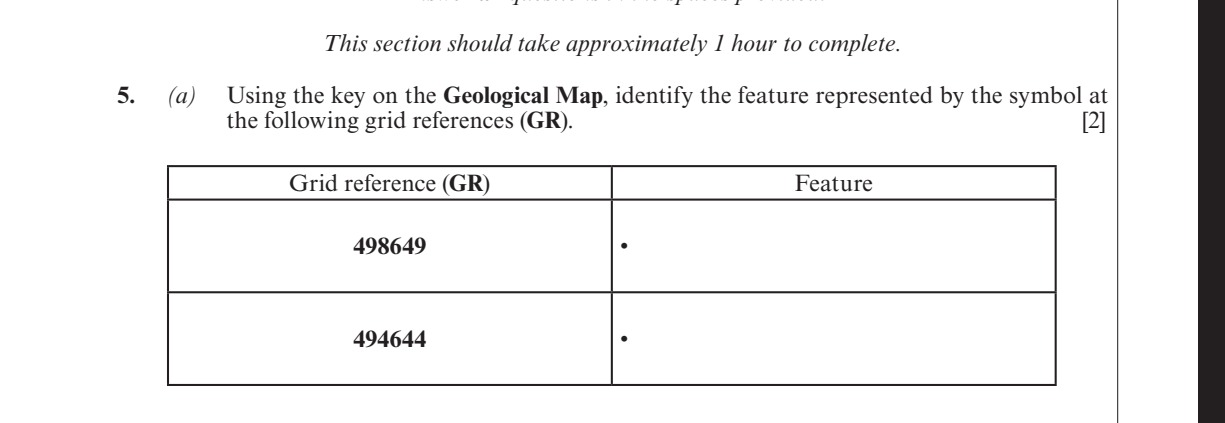 This section should take approximately 1 hour to complete.
5. (a) Using the key on the Geological Map, identify the feature represented by the symbol at
the following grid references (GR). [2]
Grid reference (GR) Feature
498649 •
494644 •